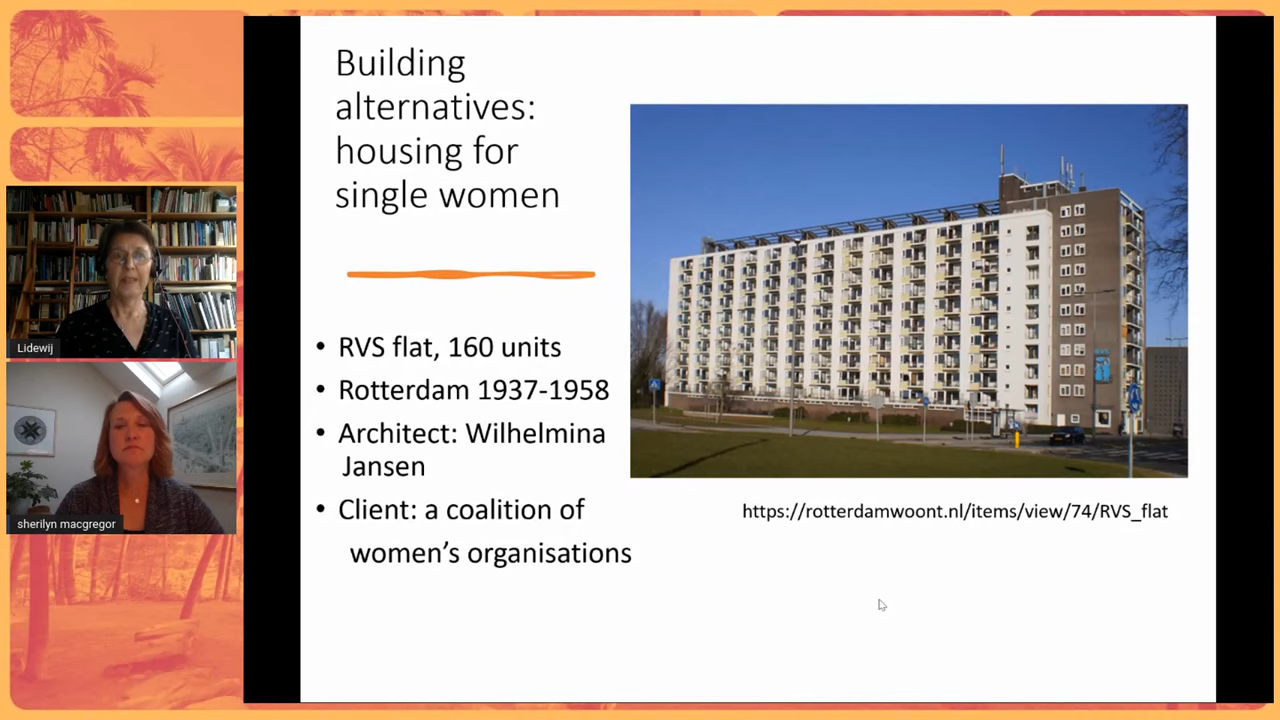 Building
alternatives:
housing for
single women
• RVS flat, 160 units
• Rotterdam 1937-1958
• Architect: Wilhelmina
Jansen
• Client: a coalition of
women’s organisations
https://rotterdamwoont.nl/items/view/74/RVS_flat
Lidewij
sherilyn macgregor